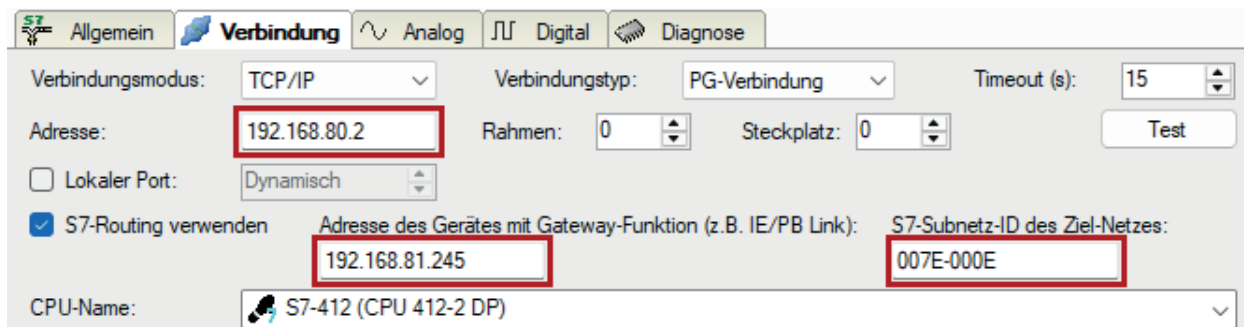 S7 Allgemein Verbindung Analog Digital Diagnose
Verbindungsmodus: TCP/IP Verbindungstyp: PG-Verbindung Timeout (s): 15
Adresse: 192.168.80.2 Rahmen: 0 Steckplatz: 0 Test
Lokaler Port: Dynamisch
S7-Routing verwenden Adresse des Gerätes mit Gateway-Funktion (z.B. IE/PB Link): S7-Subnetz-ID des Ziel-Netzes:
192.168.81.245 007E-000E
CPU-Name: S7-412 (CPU 412-2 DP)